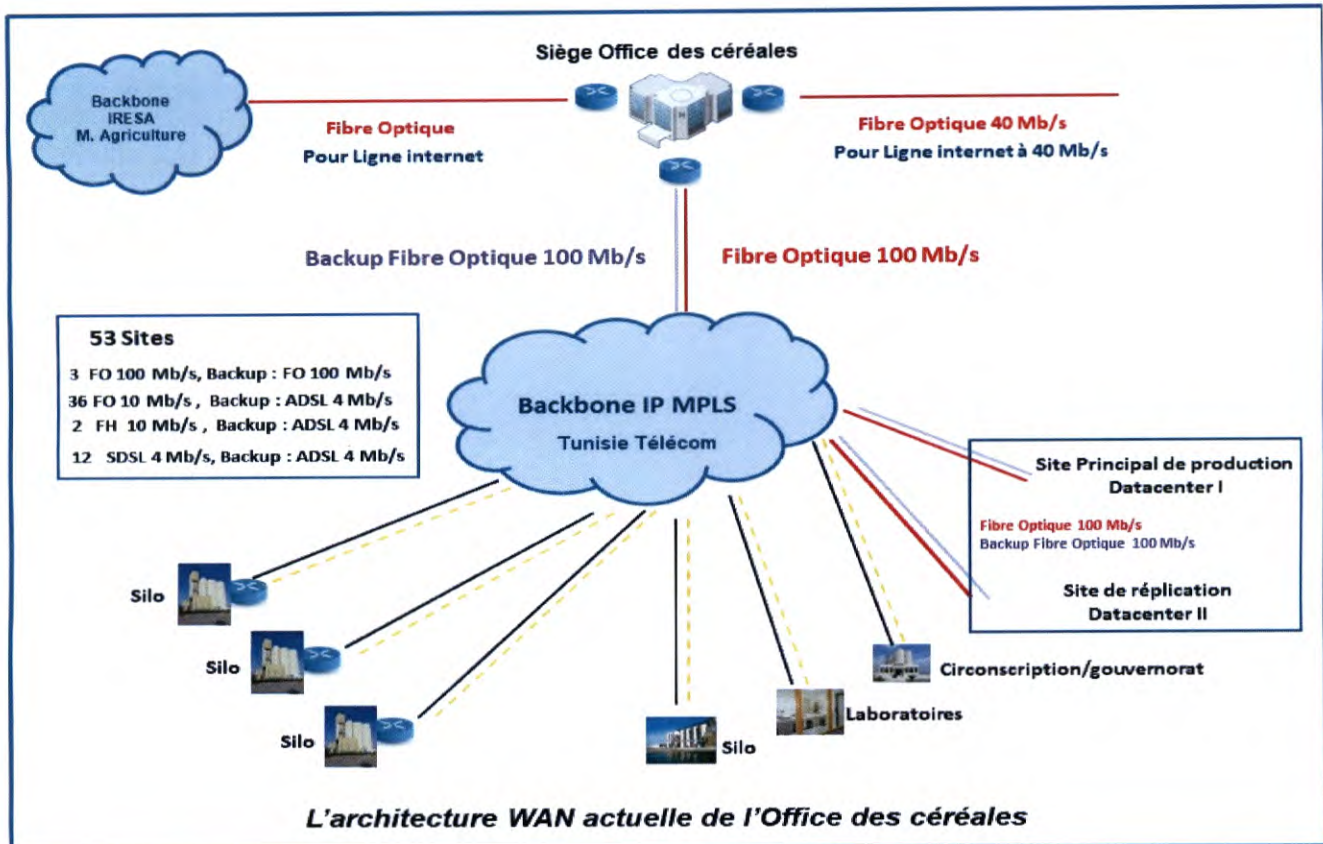 Siège Office des céréales
Backbone
IRESA
M. Agriculture
Fibre Optique
Pour Ligne internet
Fibre Optique 40 Mb/s
Pour Ligne internet à 40 Mb/s
Backup Fibre Optique 100 Mb/s
Fibre Optique 100 Mb/s
53 Sites
3 FO 100 Mb/s, Backup : FO 100 Mb/s
36 FO 10 Mb/s , Backup : ADSL 4 Mb/s
2 FH 10 Mb/s , Backup : ADSL 4 Mb/s
12 SDSL 4 Mb/s, Backup : ADSL 4 Mb/s
Backbone IP MPLS
Tunisie Télécom
Site Principal de production
Datacenter I
Fibre Optique 100 Mb/s
Backup Fibre Optique 100 Mb/s
Site de réplication
Datacenter II
Silo
Silo
Silo
Silo
Laboratoires
Circonscription/gouvernorat
L'architecture WAN actuelle de l'Office des céréales